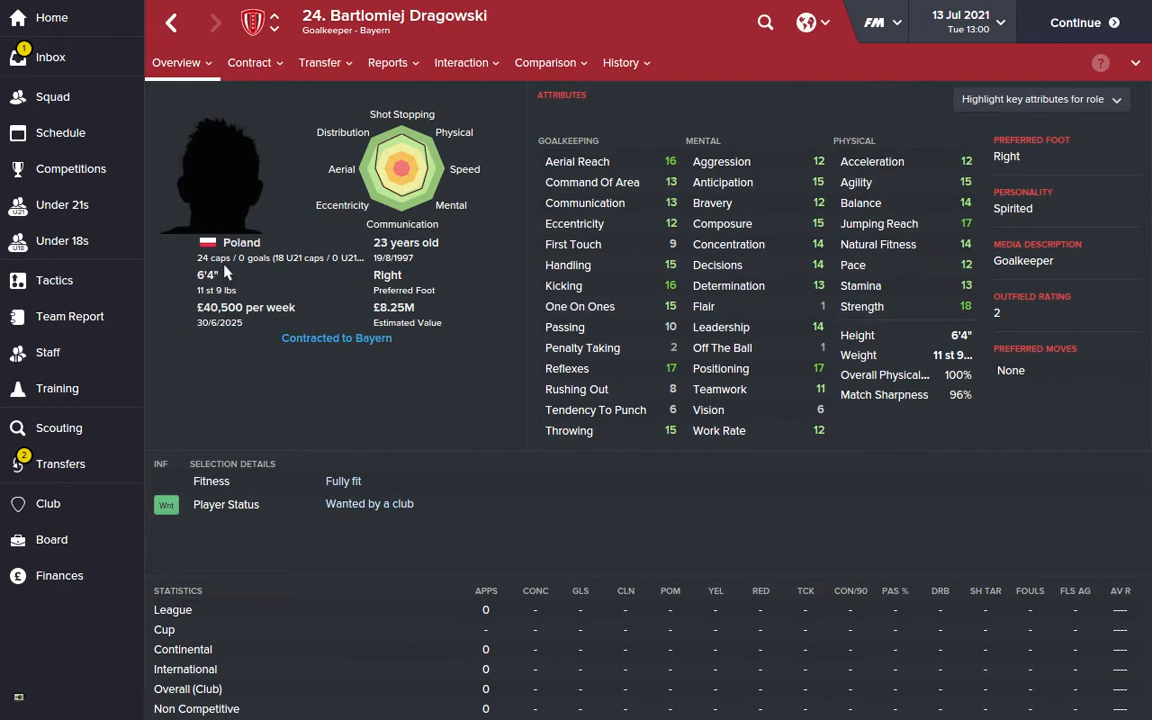 Home
1
Inbox
Squad
Schedule
Competitions
U21
Under 21s
U18
Under 18s
Tactics
Team Report
Staff
Training
Scouting
2
Transfers
Club
Board
£
Finances
24. Bartlomiej Dragowski
Goalkeeper - Bayern
FM
13 Jul 2021
Tue 13:00
Continue
Overview
Contract
Transfer
Reports
Interaction
Comparison
History
?
Shot Stopping
Distribution
Physical
Aerial
Speed
Eccentricity
Mental
Communication
Poland
24 caps / 0 goals (18 U21 caps / 0 U21...
6'4"
11 st 9 lbs
£40,500 per week
30/6/2025
23 years old
19/8/1997
Right
Preferred Foot
£8.25M
Estimated Value
Contracted to Bayern
ATTRIBUTES
Highlight key attributes for role
GOALKEEPING
Aerial Reach 16
Command Of Area 13
Communication 13
Eccentricity 12
First Touch 9
Handling 15
Kicking 16
One On Ones 15
Passing 10
Penalty Taking 2
Reflexes 17
Rushing Out 8
Tendency To Punch 6
Throwing 15
MENTAL
Aggression 12
Anticipation 15
Bravery 12
Composure 15
Concentration 14
Decisions 14
Determination 13
Flair 1
Leadership 14
Off The Ball 1
Positioning 17
Teamwork 11
Vision 6
Work Rate 12
PHYSICAL
Acceleration 12
Agility 15
Balance 14
Jumping Reach 17
Natural Fitness 14
Pace 12
Stamina 13
Strength 18
Height 6'4"
Weight 11 st 9...
Overall Physical... 100%
Match Sharpness 96%
PREFERRED FOOT
Right
PERSONALITY
Spirited
MEDIA DESCRIPTION
Goalkeeper
OUTFIELD RATING
2
PREFERRED MOVES
None
INF SELECTION DETAILS
Fitness Fully fit
Wnt Player Status Wanted by a club
STATISTICS APPS CONC GLS CLN POM YEL RED TCK CON/90 PAS % DRB SH TAR FOULS FLS AG AV R
League 0 - - - - - - - - - - - - - ----
Cup - - - - - - - - - - - - - - ----
Continental 0 - - - - - - - - - - - - - ----
International 0 - - - - - - - - - - - - - ----
Overall (Club) 0 - - - - - - - - - - - - - ----
Non Competitive 0 - - - - - - - - - - - - - ----